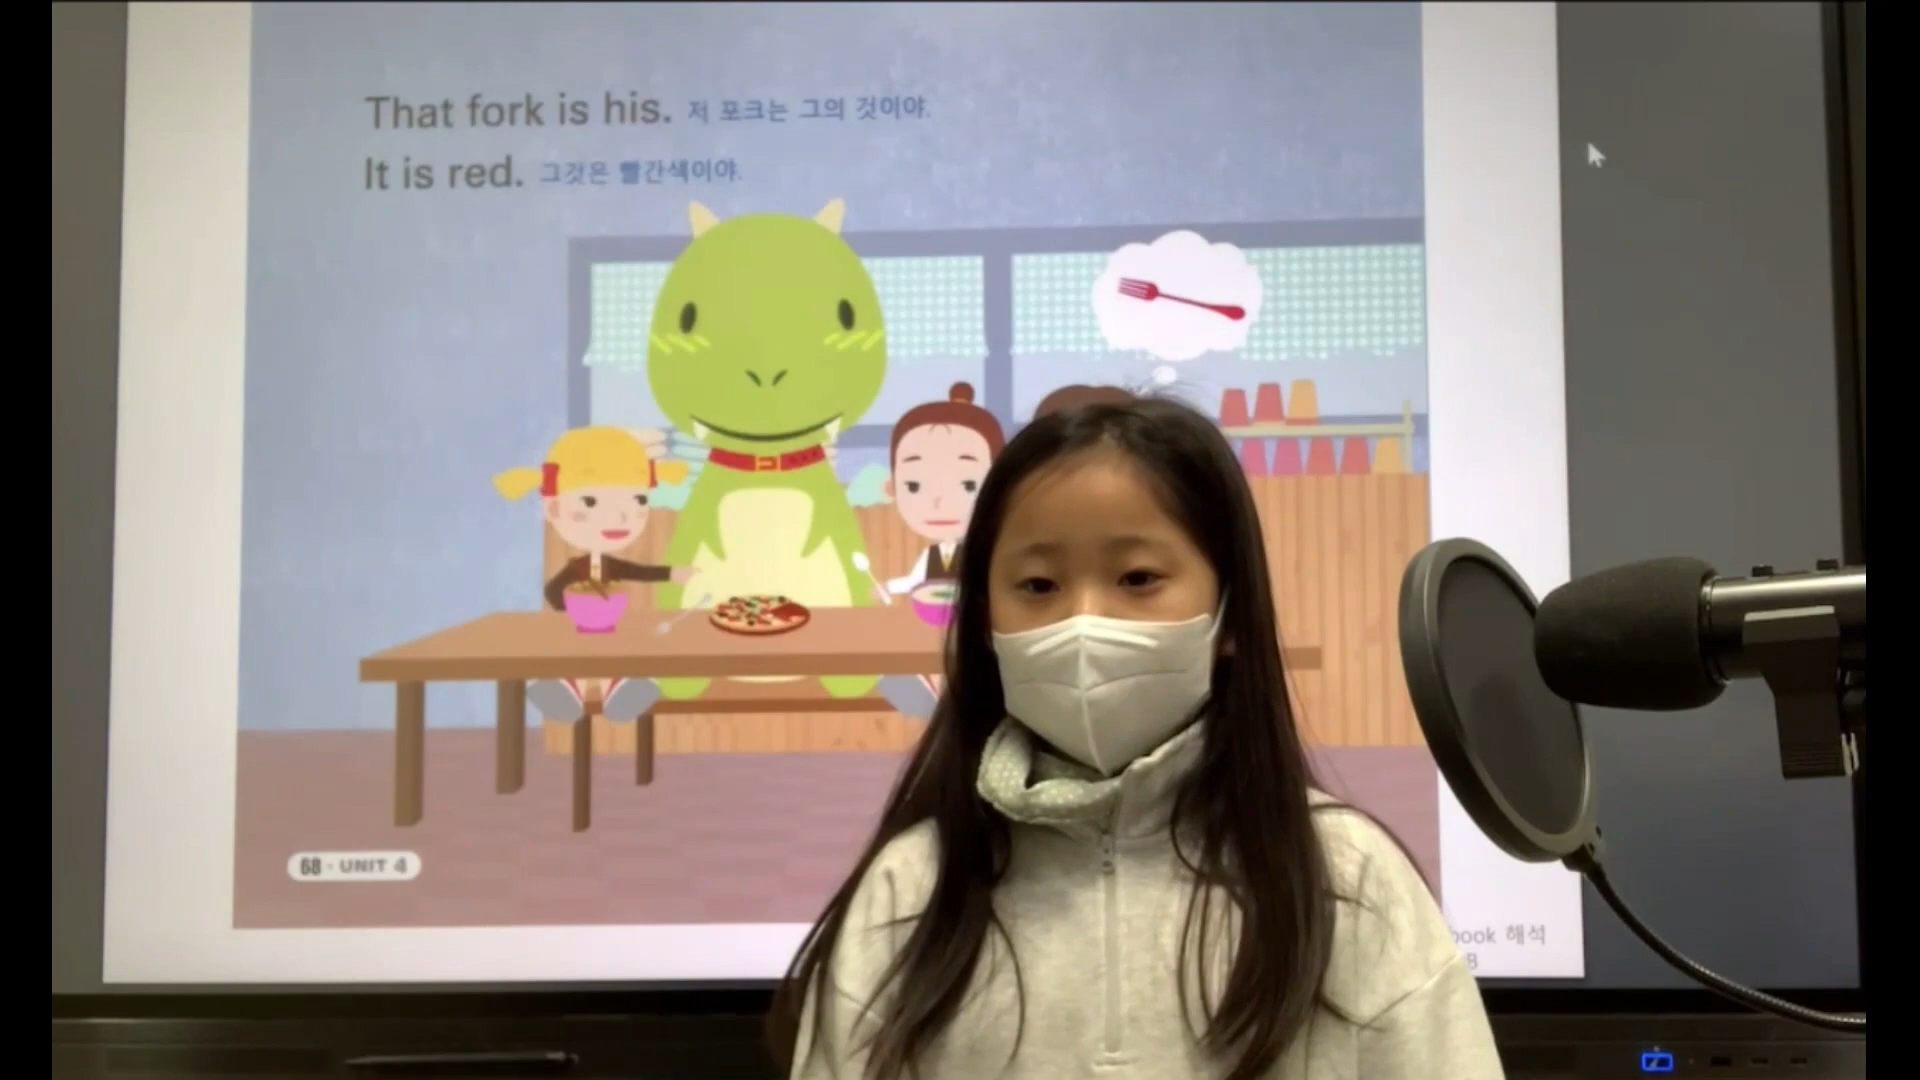 That fork is his. 저 포크는 그의 것이야.
It is red. 그것은 빨간색이야.
68 · UNIT 4
book 해석
8